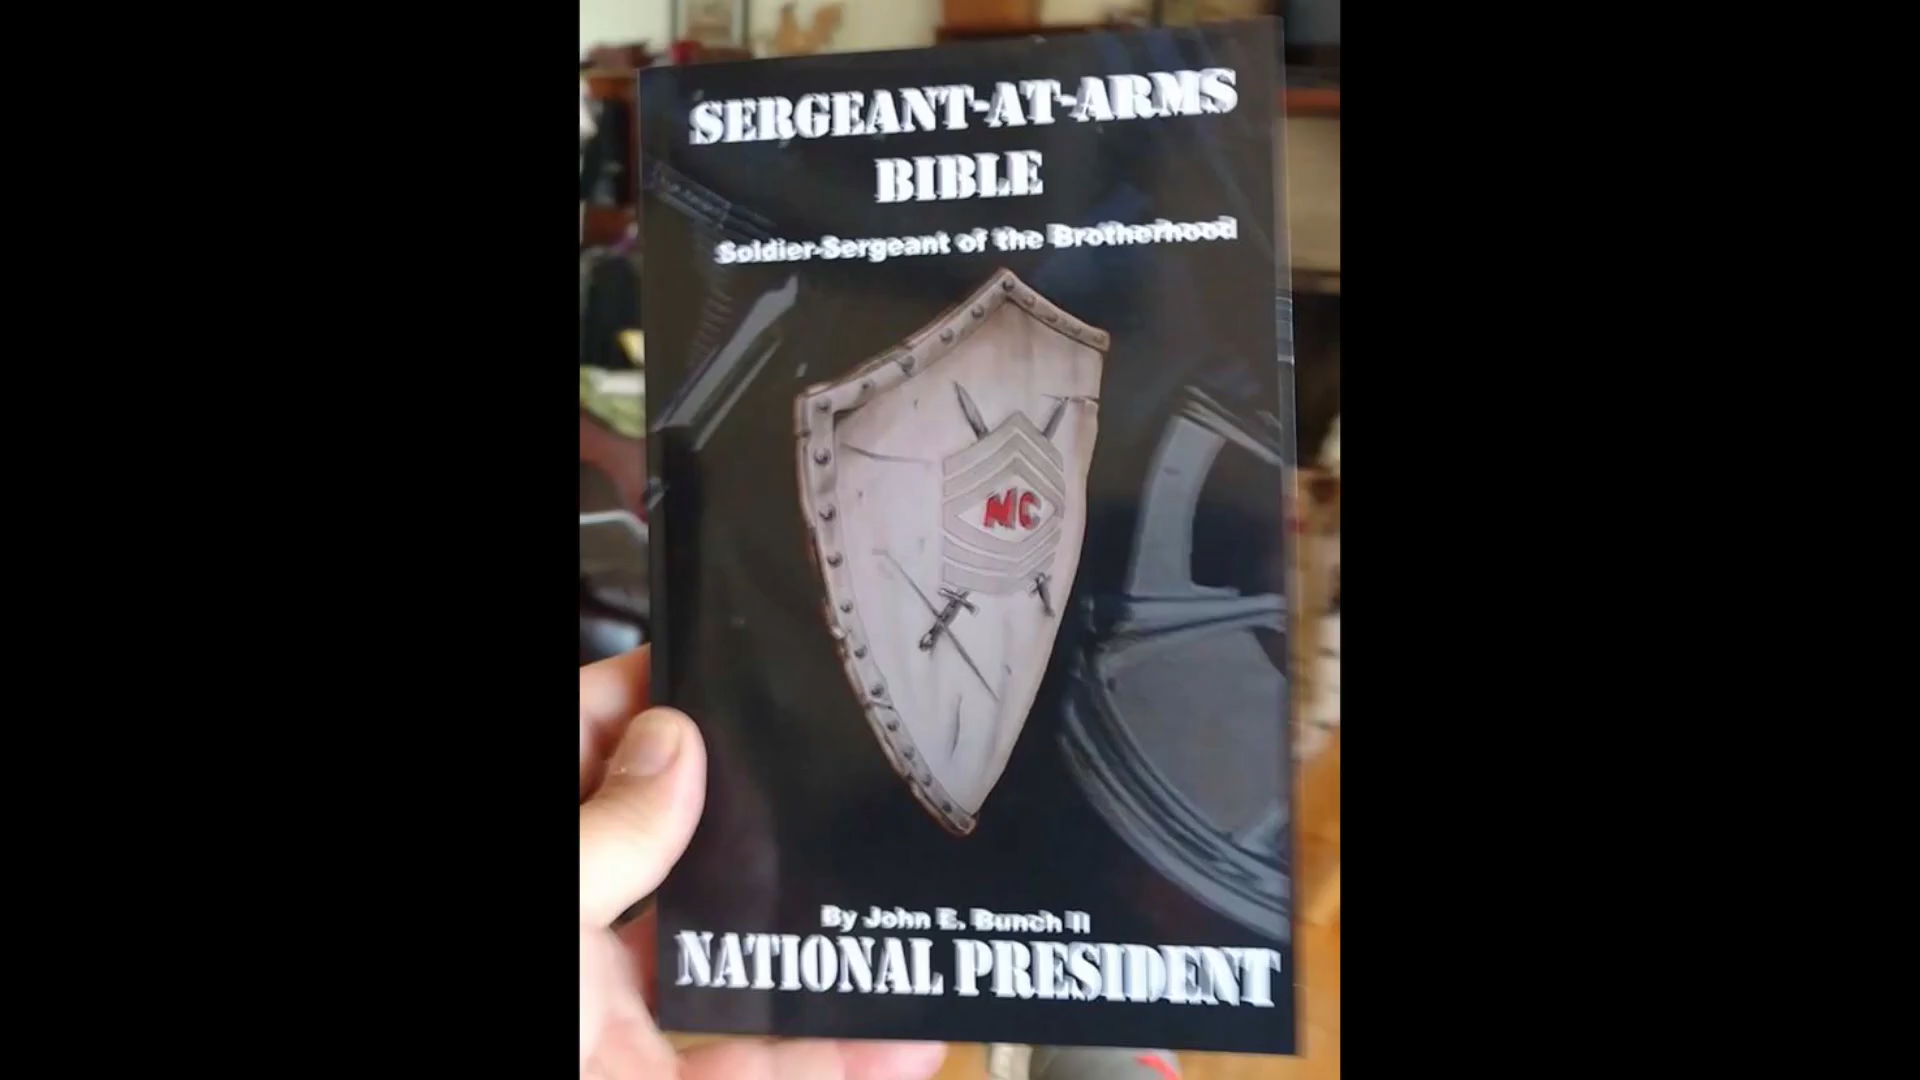 SERGEANT-AT-ARMS
BIBLE
Soldier-Sergeant of the Brotherhood
MC
By John E. Bunch II
NATIONAL PRESIDENT